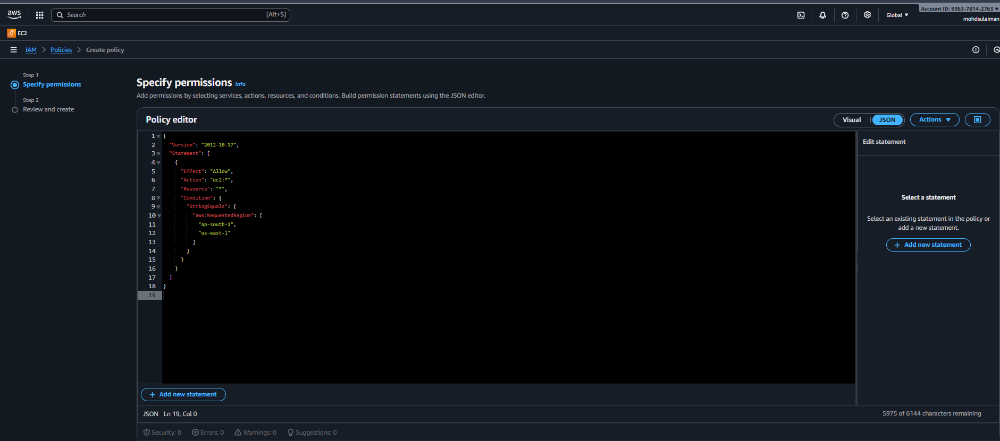 aws
Search
[Alt+S]
Global
Account ID: 9363-7814-2763
mohdsulaiman
EC2
IAM
Policies
Create policy
Step 1
Specify permissions
Step 2
Review and create
Specify permissions Info
Add permissions by selecting services, actions, resources, and conditions. Build permission statements using the JSON editor.
Policy editor
Visual
JSON
Actions
1 {
2 "Version": "2012-10-17",
3 "Statement": [
4 {
5 "Effect": "Allow",
6 "Action": "ec2:*",
7 "Resource": "*",
8 "Condition": {
9 "StringEquals": {
10 "aws:RequestedRegion": [
11 "ap-south-1",
12 "us-east-1"
13 ]
14 }
15 }
16 }
17 ]
18 }
19
Edit statement
Select a statement
Select an existing statement in the policy or
add a new statement.
+ Add new statement
+ Add new statement
JSON Ln 19, Col 0
5975 of 6144 characters remaining
Security: 0
Errors: 0
Warnings: 0
Suggestions: 0